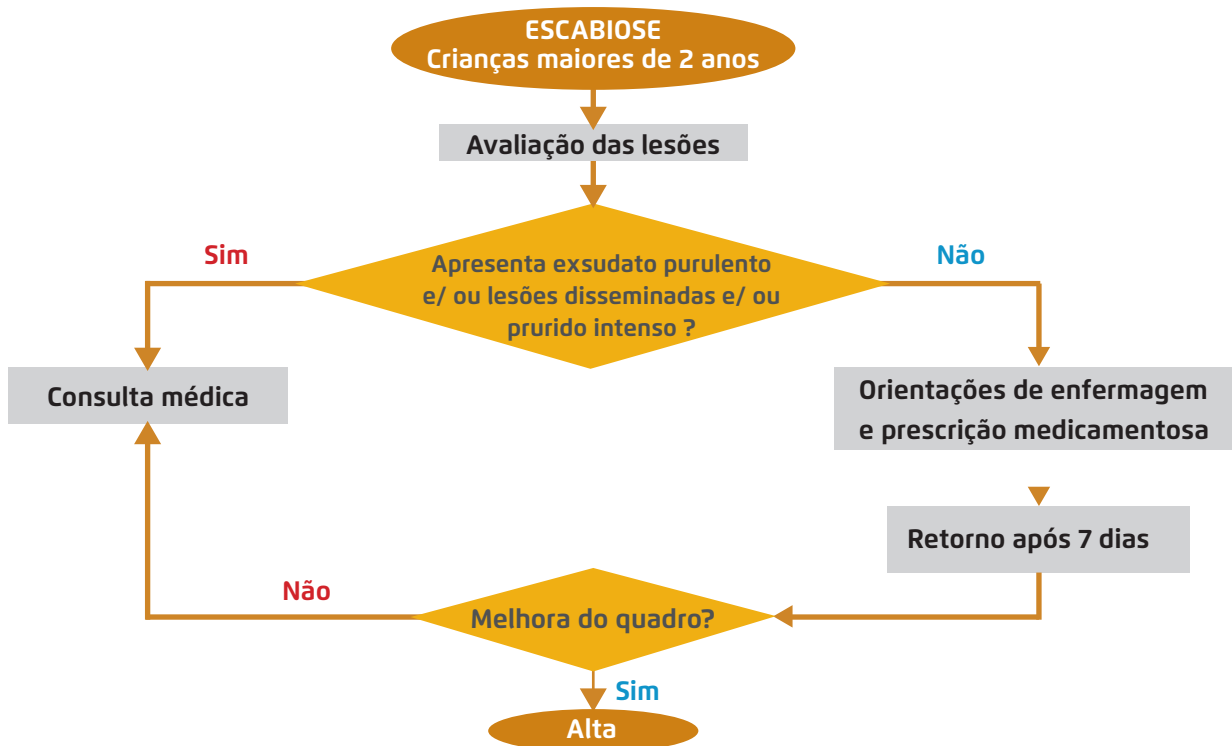 ESCABIOSE
Crianças maiores de 2 anos
Avaliação das lesões
Sim
Não
Apresenta exsudato purulento
e/ ou lesões disseminadas e/ ou
prurido intenso ?
Consulta médica
Orientações de enfermagem
e prescrição medicamentosa
Retorno após 7 dias
Não
Melhora do quadro?
Sim
Alta